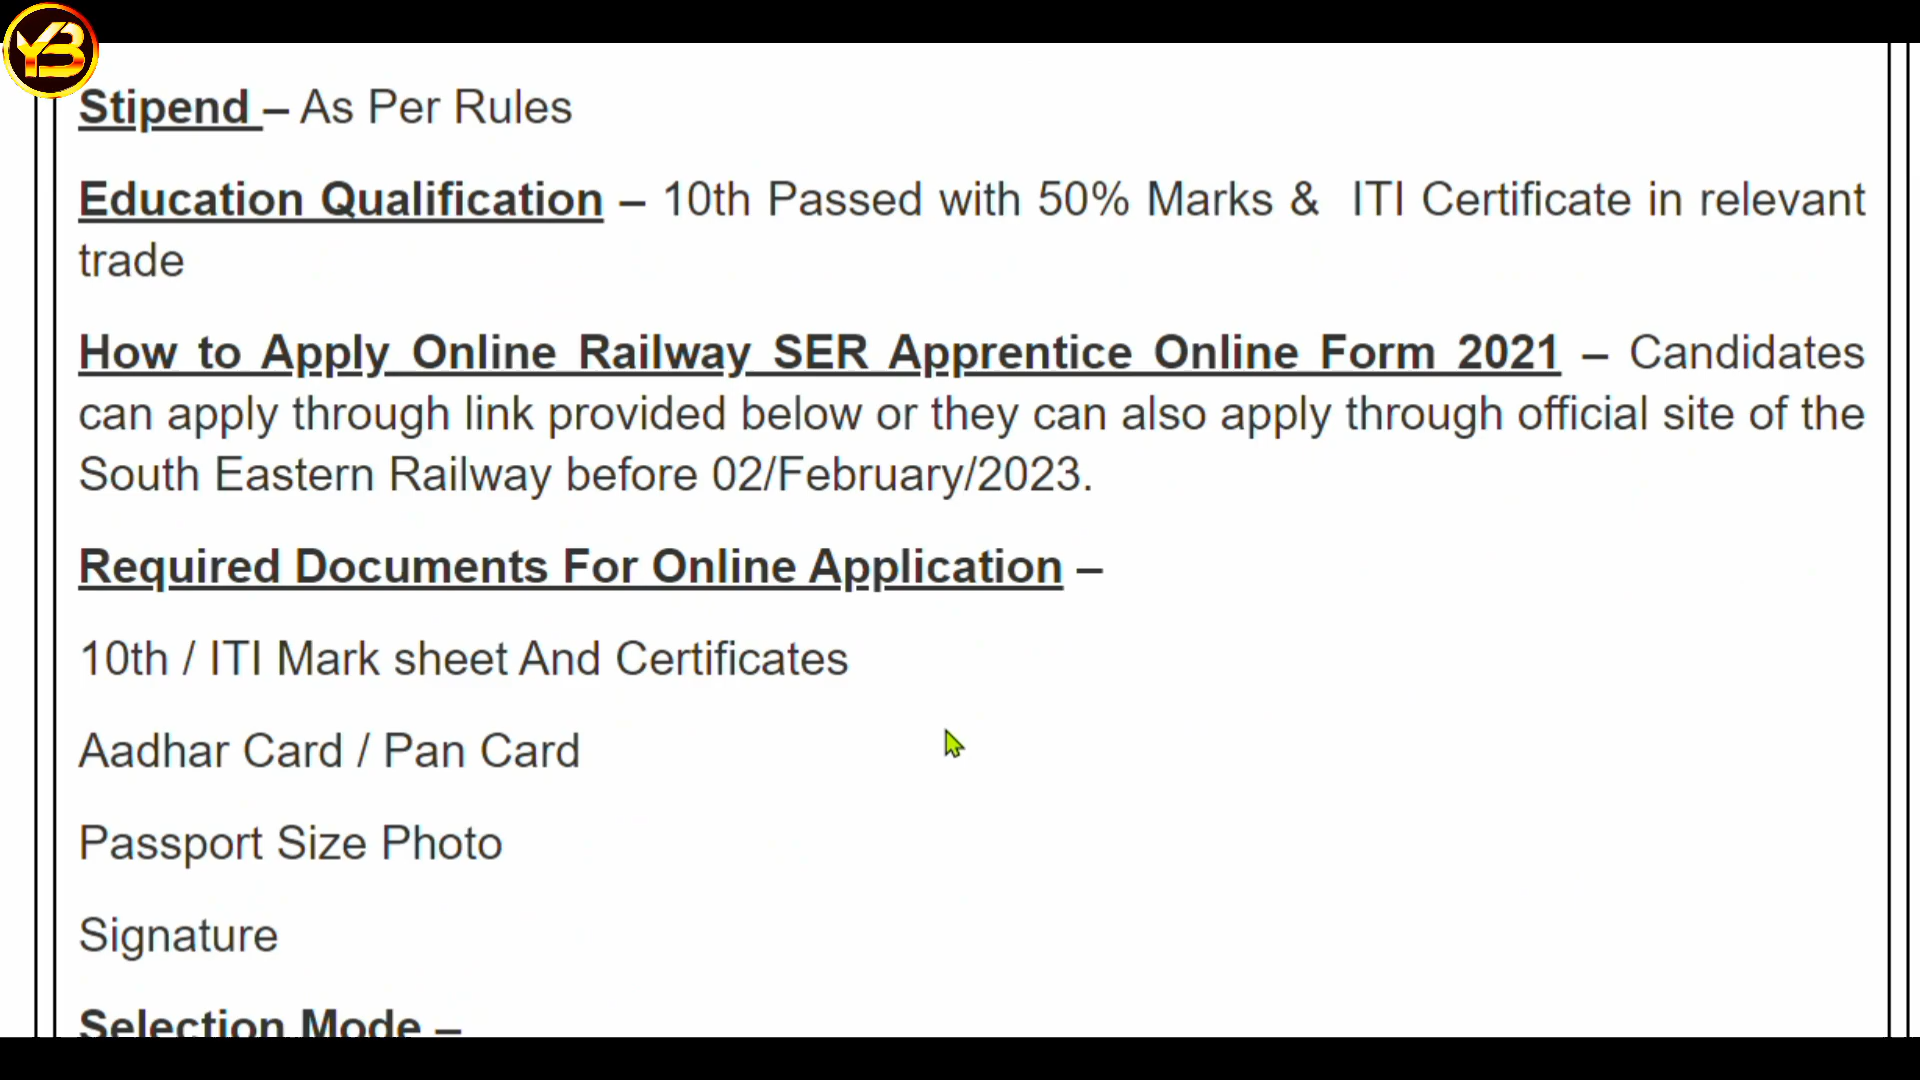 YB
Stipend – As Per Rules
Education Qualification – 10th Passed with 50% Marks & ITI Certificate in relevant
trade
How to Apply Online Railway SER Apprentice Online Form 2021 – Candidates
can apply through link provided below or they can also apply through official site of the
South Eastern Railway before 02/February/2023.
Required Documents For Online Application –
10th / ITI Mark sheet And Certificates
Aadhar Card / Pan Card
Passport Size Photo
Signature
Selection Mode –